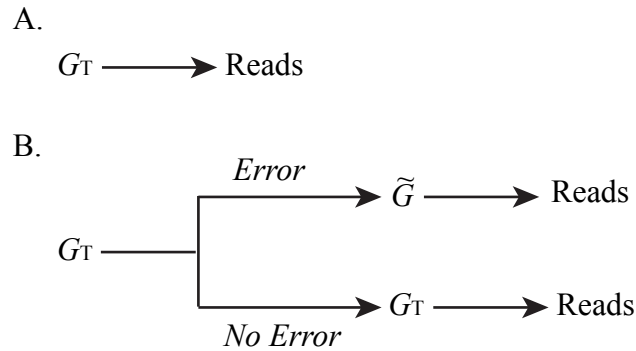 A.
GT Reads
B.
Error
G̃ Reads
GT
GT Reads
No Error